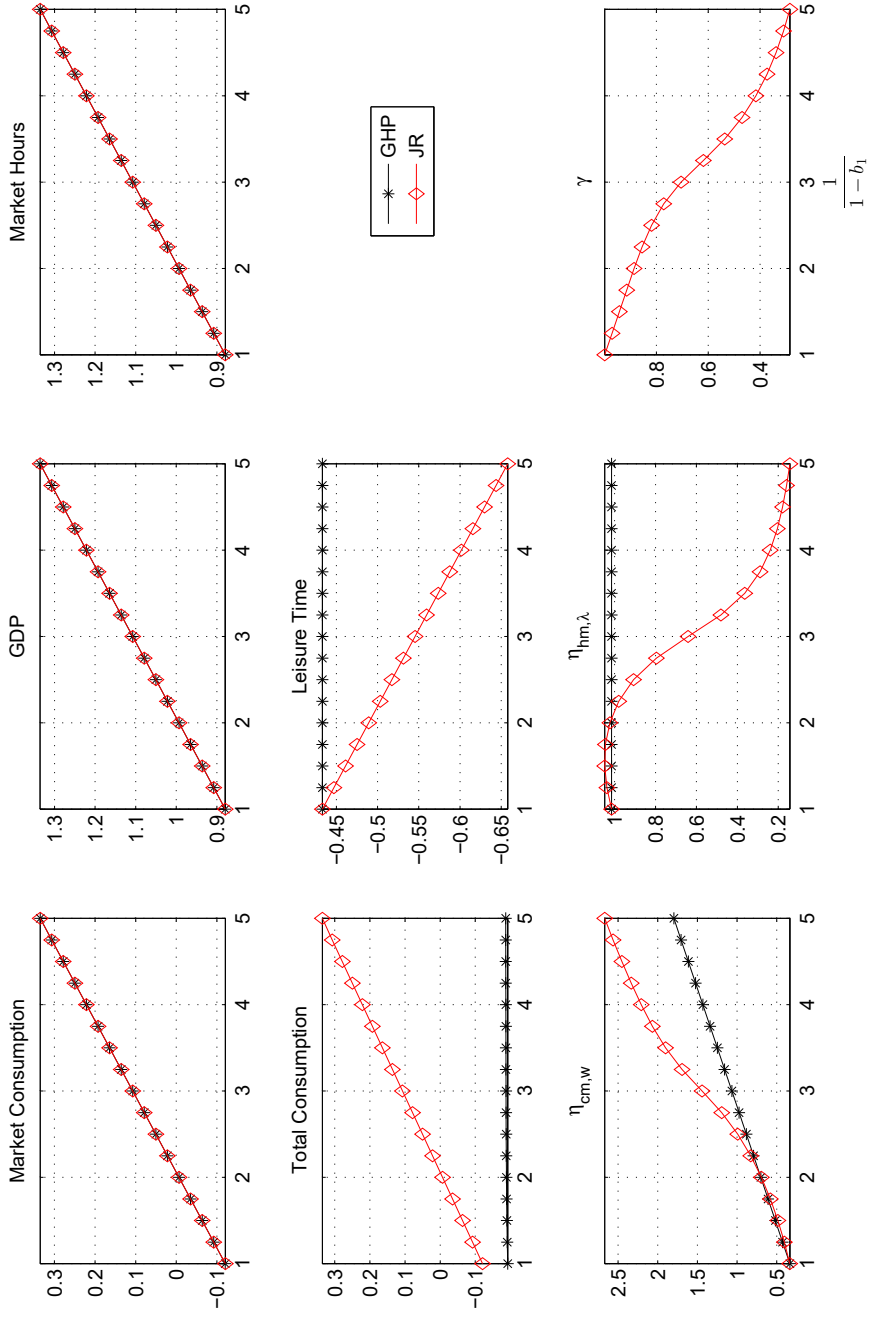 Market Consumption
0.3
0.2
0.1
0
−0.1
1 2 3 4 5
GDP
1.3
1.2
1.1
1
0.9
1 2 3 4 5
Market Hours
1.3
1.2
1.1
1
0.9
1 2 3 4 5
Total Consumption
0.3
0.2
0.1
0
−0.1
1 2 3 4 5
Leisure Time
−0.45
−0.5
−0.55
−0.6
−0.65
1 2 3 4 5
GHP
JR
η_{cm,w}
2.5
2
1.5
1
0.5
1 2 3 4 5
η_{hm,λ}
1
0.8
0.6
0.4
0.2
1 2 3 4 5
γ
0.8
0.6
0.4
1 2 3 4 5
1
1 − b₁